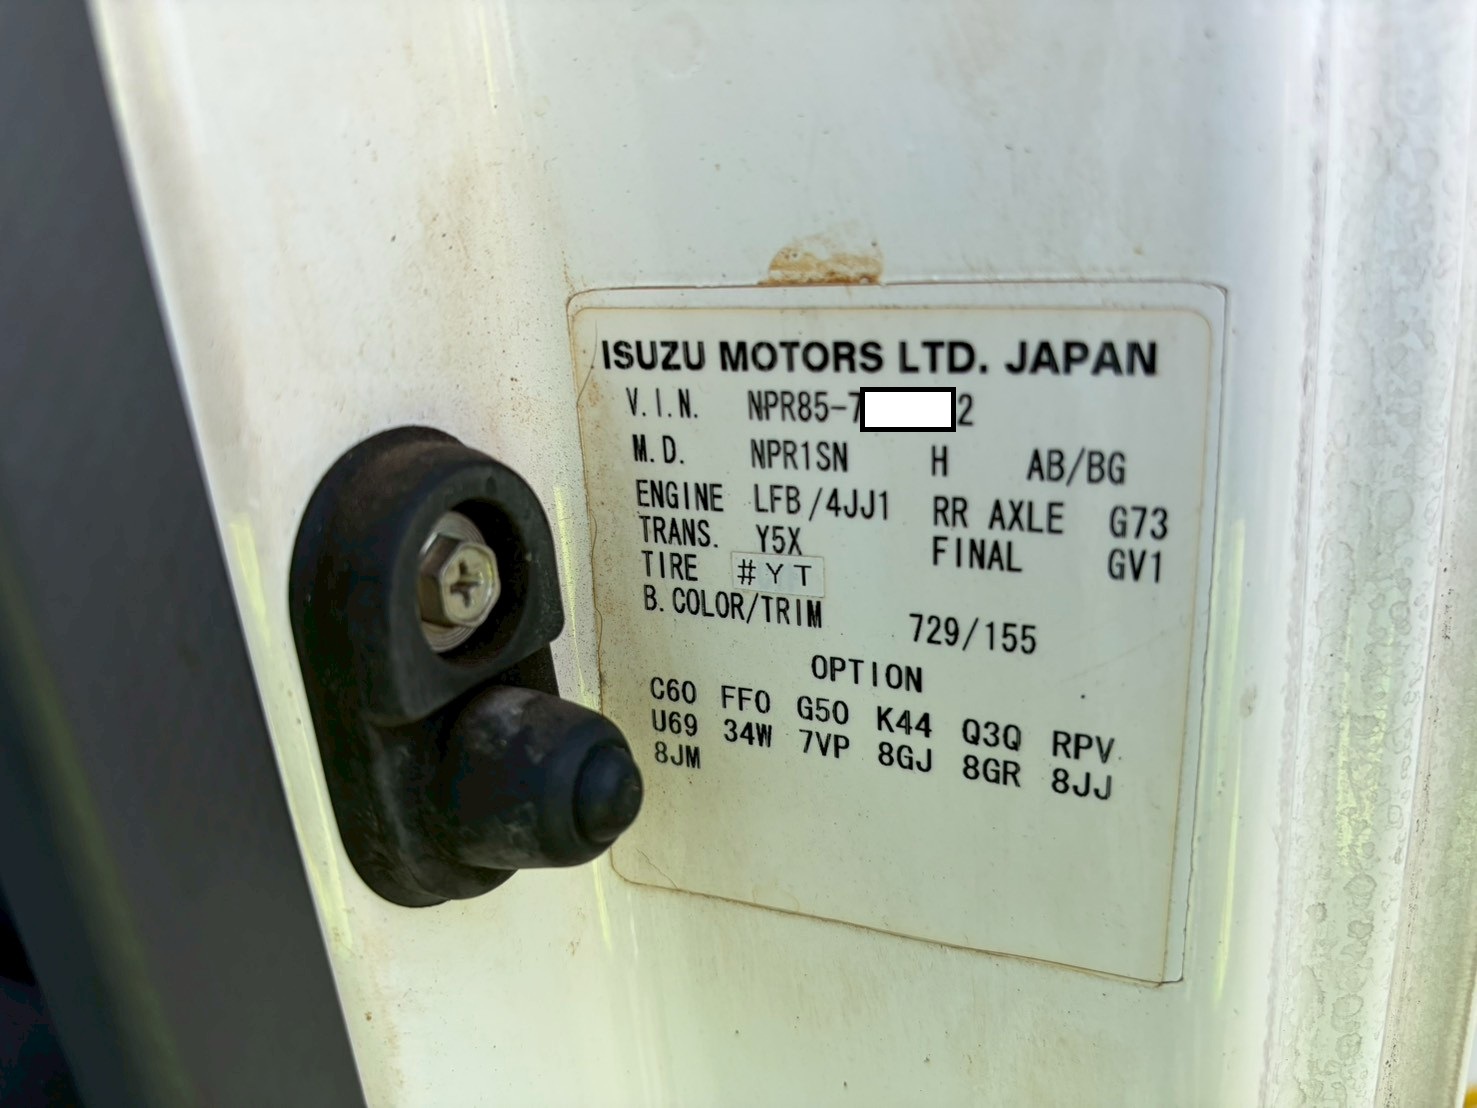 ISUZU MOTORS LTD. JAPAN
V.I.N. NPR85-7 2
M.D. NPR1SN H AB/BG
ENGINE LFB/4JJ1 RR AXLE G73
TRANS. Y5X FINAL GV1
TIRE #YT
B.COLOR/TRIM 729/155
OPTION
C60 FF0 G50 K44 Q3Q RPV
U69 34W 7VP 8GJ 8GR 8JJ
8JM